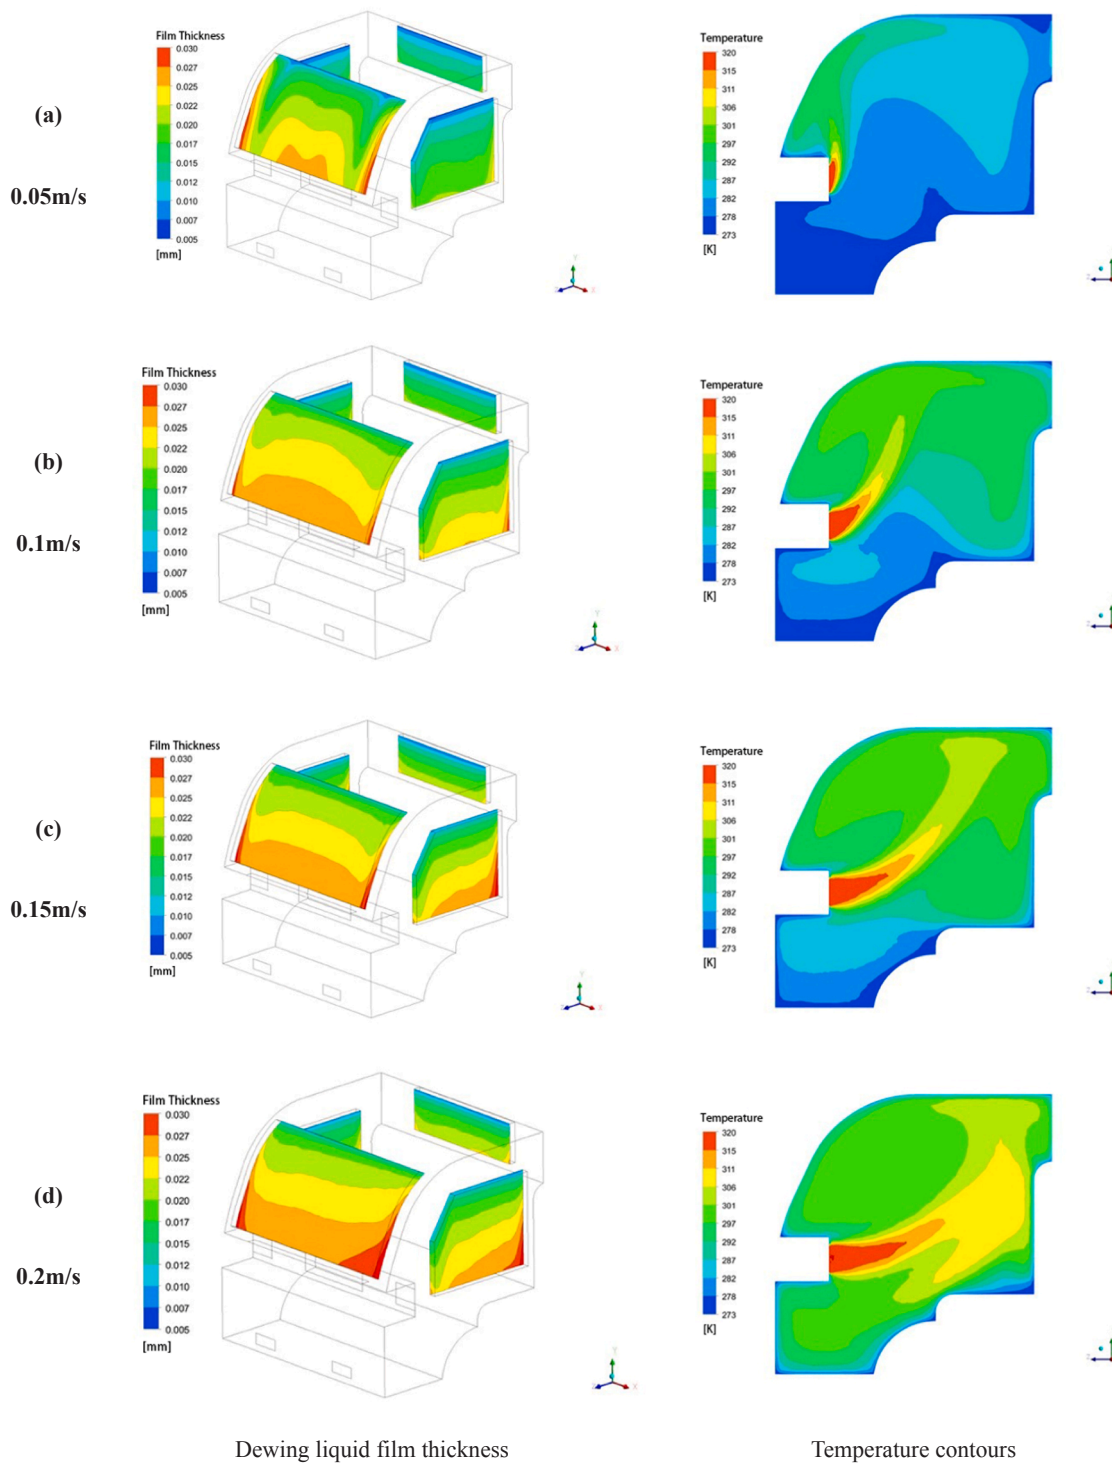 Film Thickness
0.030
0.027
0.025
0.022
0.020
0.017
0.015
0.012
0.010
0.007
0.005
[mm]
Temperature
320
315
311
306
301
297
292
287
282
278
273
[K]
(a)
0.05m/s
Y
Z
X
Z
Film Thickness
0.030
0.027
0.025
0.022
0.020
0.017
0.015
0.012
0.010
0.007
0.005
[mm]
Temperature
320
315
311
306
301
297
292
287
282
278
273
[K]
(b)
0.1m/s
Y
Z
X
Z
Film Thickness
0.030
0.027
0.025
0.022
0.020
0.017
0.015
0.012
0.010
0.007
0.005
[mm]
Temperature
320
315
311
306
301
297
292
287
282
278
273
[K]
(c)
0.15m/s
Y
Z
X
Z
Film Thickness
0.030
0.027
0.025
0.022
0.020
0.017
0.015
0.012
0.010
0.007
0.005
[mm]
Temperature
320
315
311
306
301
297
292
287
282
278
273
[K]
(d)
0.2m/s
Y
Z
X
Z
Dewing liquid film thickness
Temperature contours